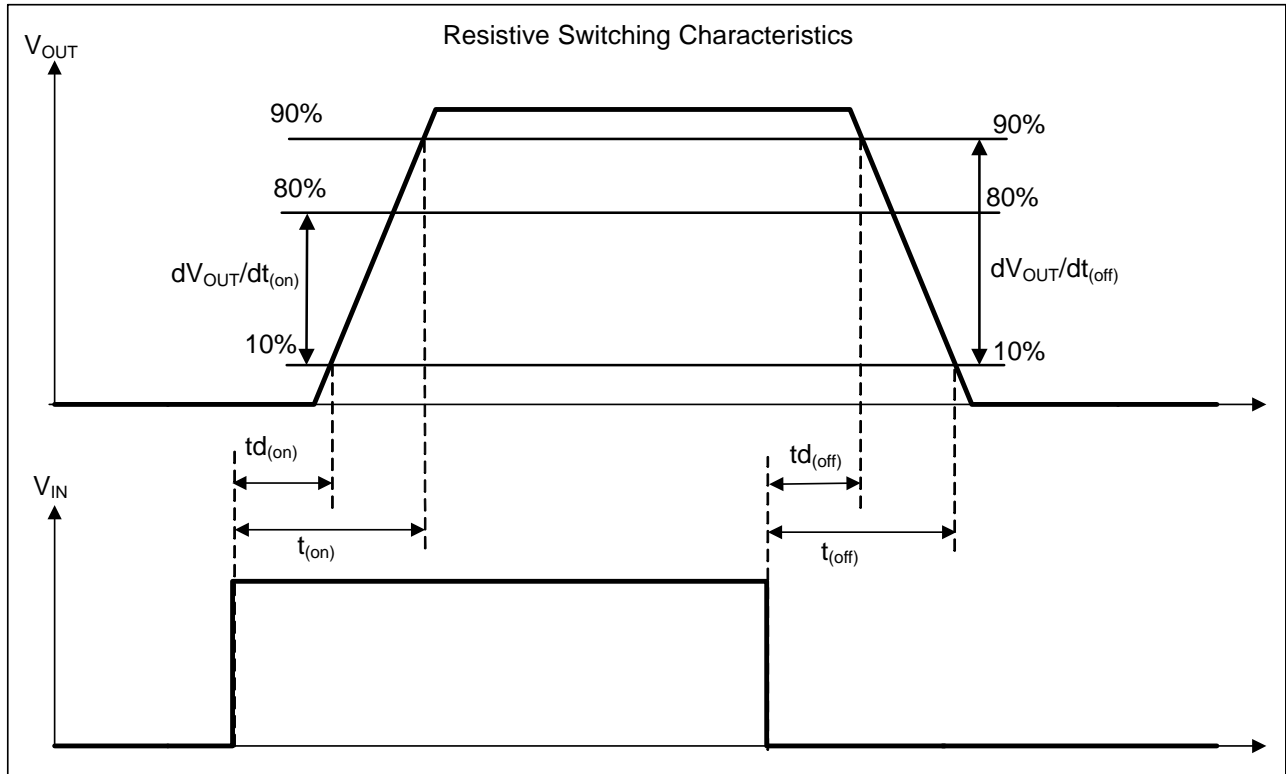 Resistive Switching Characteristics
VOUT
90%
90%
80%
80%
dVOUT/dt(on)
dVOUT/dt(off)
10%
10%
td(on)
td(off)
VIN
t(on)
t(off)